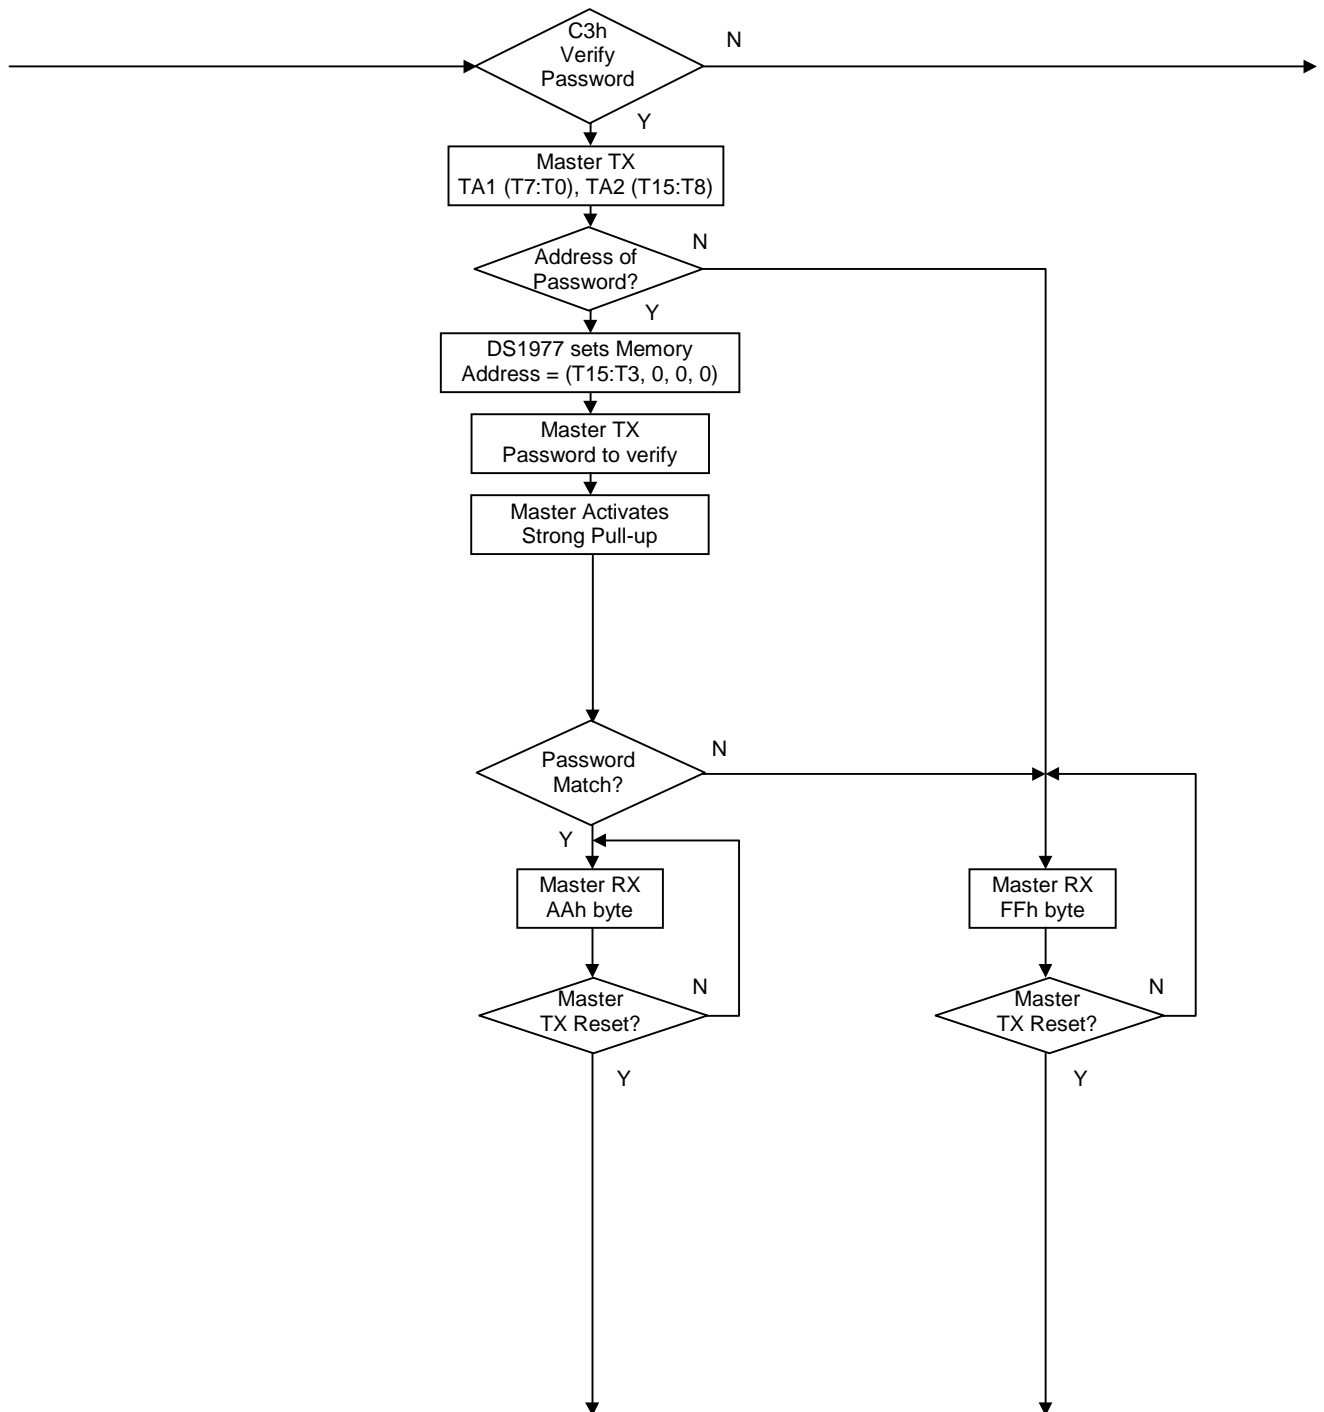 C3h
Verify
Password
N
Y
Master TX
TA1 (T7:T0), TA2 (T15:T8)
Address of
Password?
N
Y
DS1977 sets Memory
Address = (T15:T3, 0, 0, 0)
Master TX
Password to verify
Master Activates
Strong Pull-up
Password
Match?
N
Y
Master RX
AAh byte
Master RX
FFh byte
Master
TX Reset?
N
Y
Master
TX Reset?
N
Y